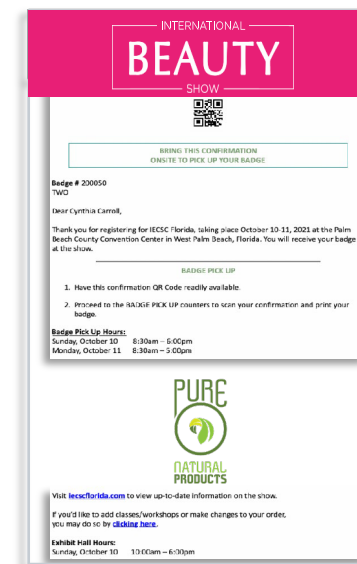 INTERNATIONAL
BEAUTY
SHOW
BRING THIS CONFIRMATION
ONSITE TO PICK UP YOUR BADGE
Badge # 200050
TWO
Dear Cynthia Carroll,
Thank you for registering for IECSC Florida, taking place October 10-11, 2021 at the Palm
Beach County Convention Center in West Palm Beach, Florida. You will receive your badge
at the show.
BADGE PICK UP
1. Have this confirmation QR Code readily available.
2. Proceed to the BADGE PICK UP counters to scan your confirmation and print your
badge.
Badge Pick Up Hours:
Sunday, October 10 8:30am – 6:00pm
Monday, October 11 8:30am – 5:00pm
PURE
NATURAL
PRODUCTS
Visit iecscflorida.com to view up-to-date information on the show.
If you'd like to add classes/workshops or make changes to your order,
you may do so by clicking here.
Exhibit Hall Hours:
Sunday, October 10 10:00am – 6:00pm